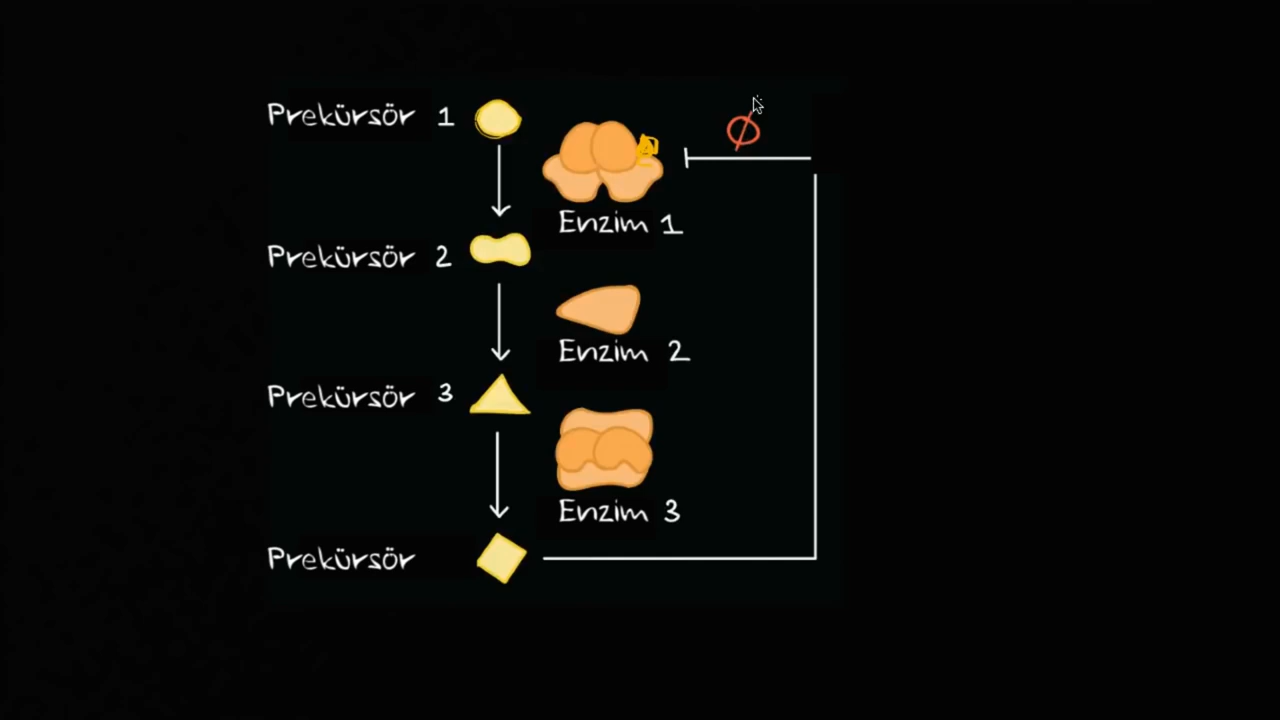 Prekürsör 1
Ø
Enzim 1
Prekürsör 2
Enzim 2
Prekürsör 3
Enzim 3
Prekürsör